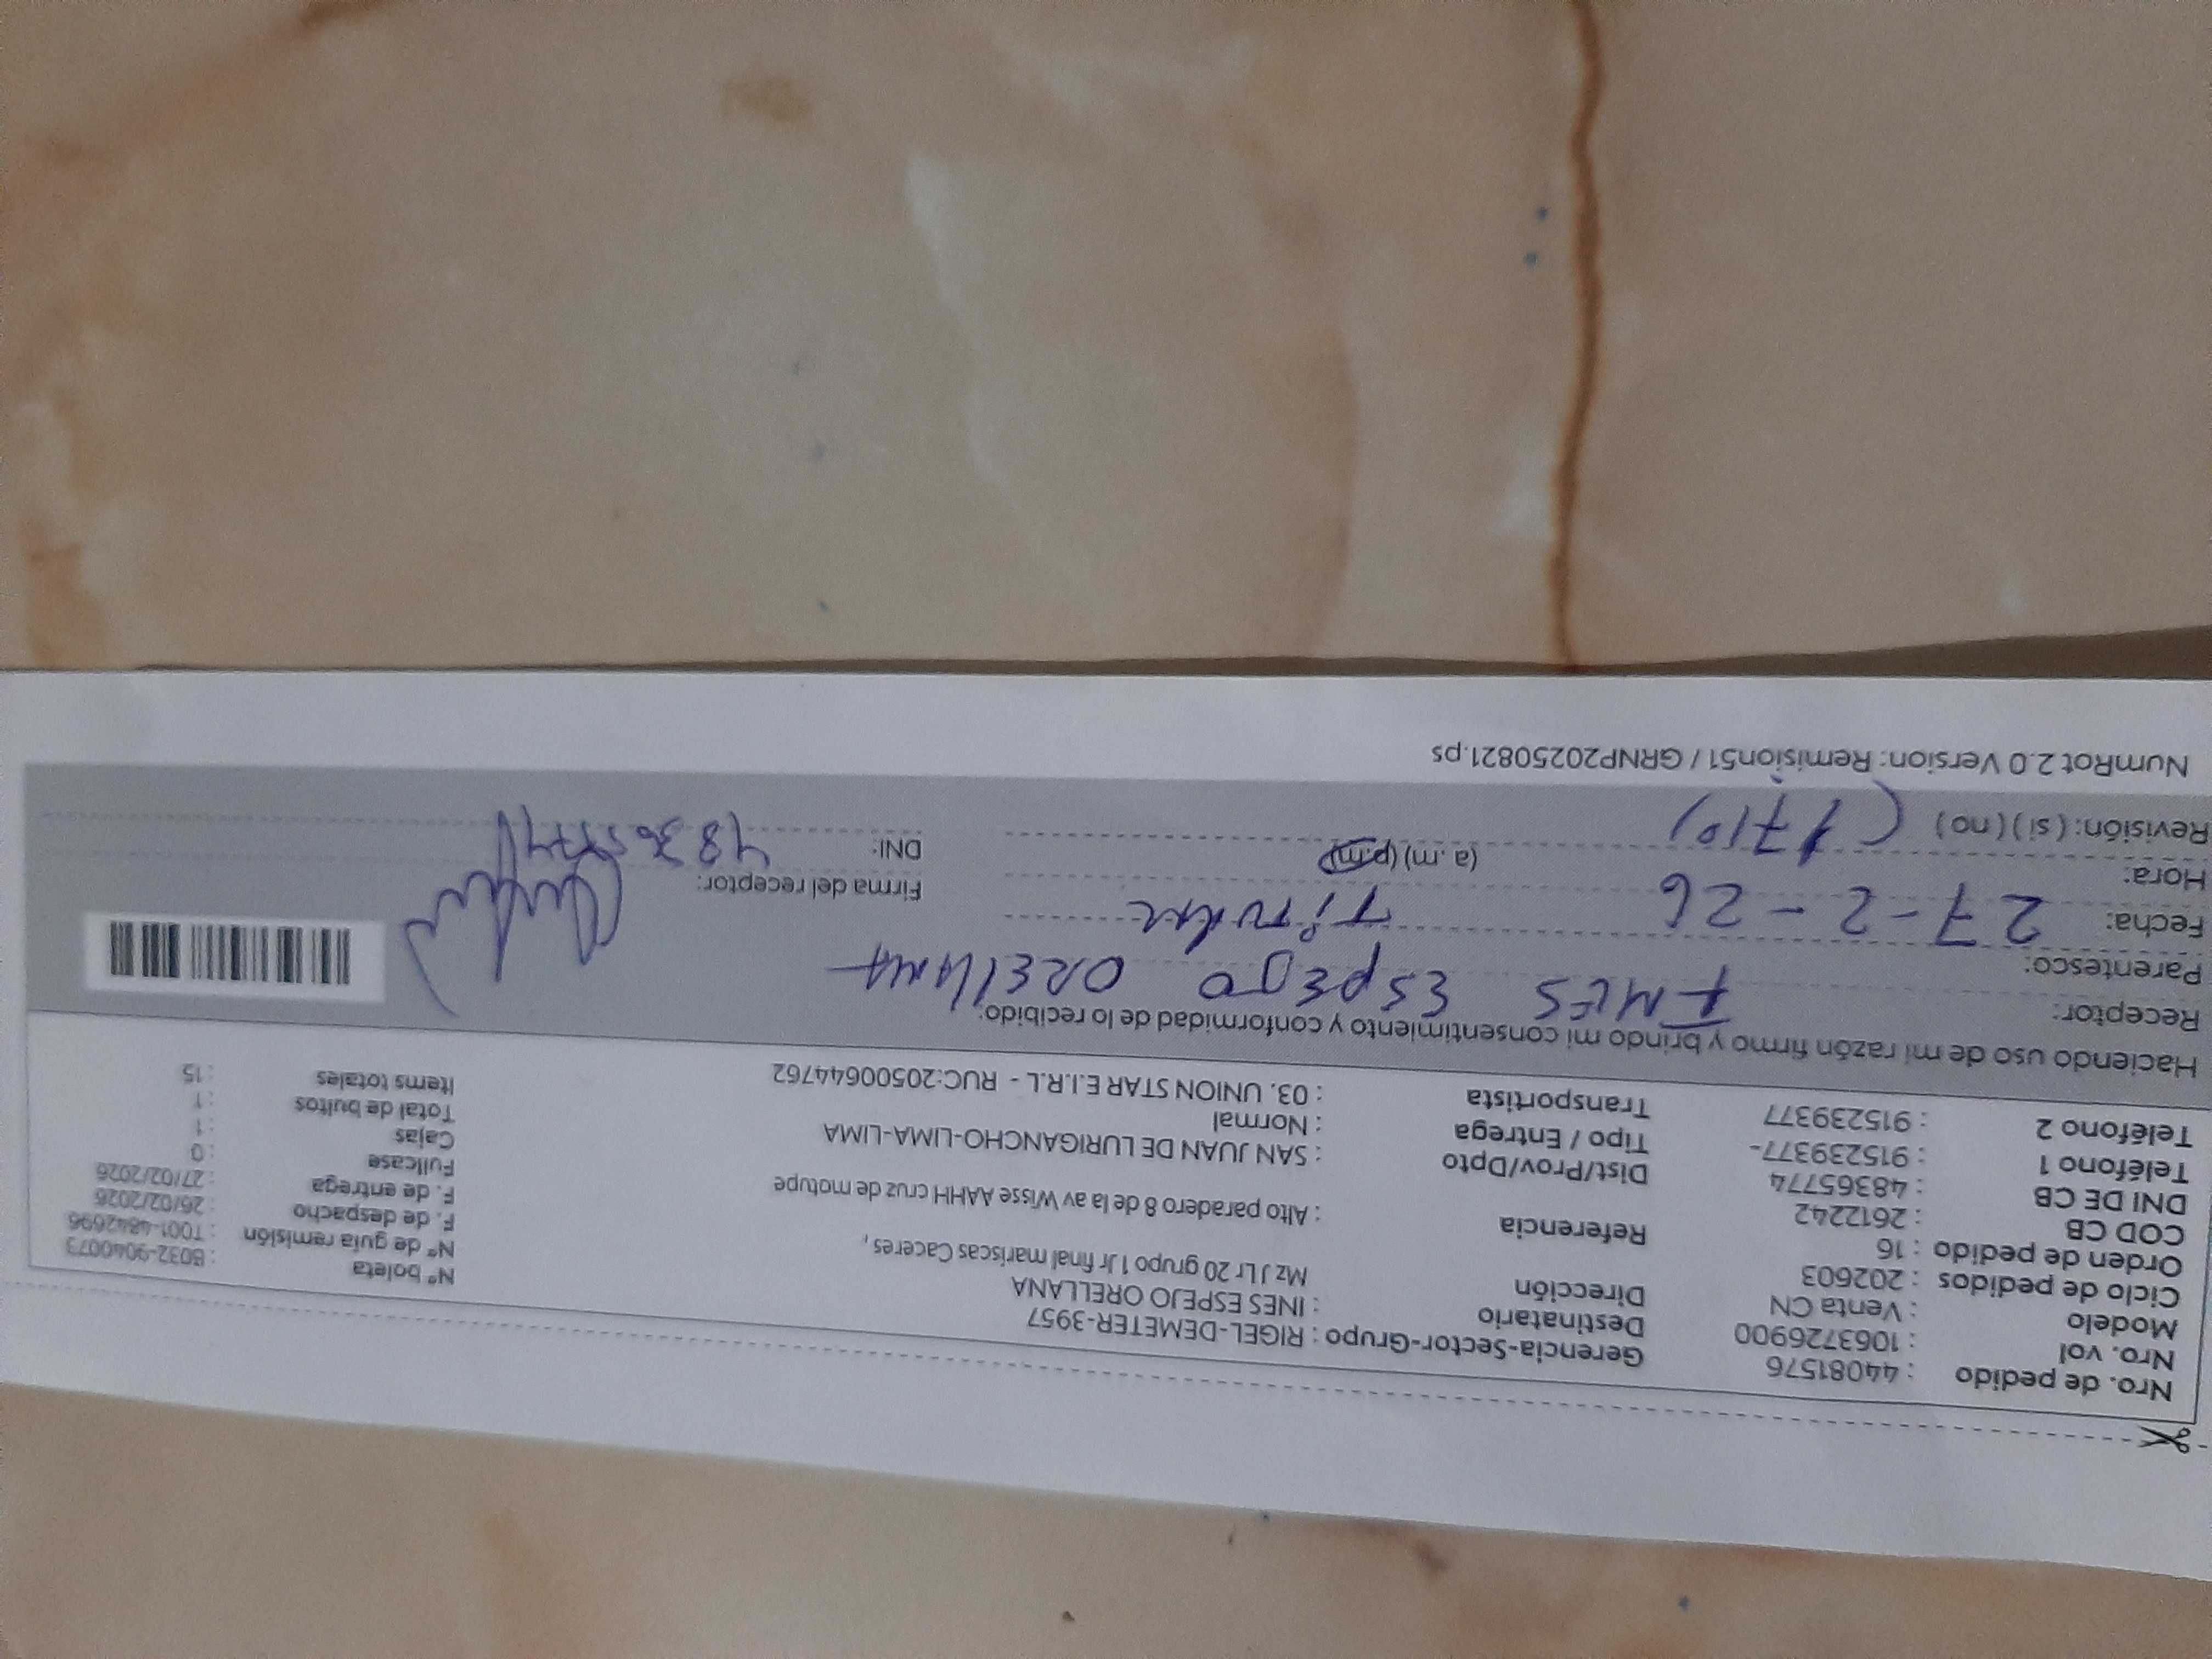 Nro. de pedido : 44081576
Nro. vol : 1063726900
Modelo : Venta CN
Ciclo de pedidos : 202603
Orden de pedido : 16
COD CB : 2612242
DNI DE CB : 48365774
Teléfono 1 : 915239377-
Teléfono 2 : 915239377
Gerencia-Sector-Grupo : RIGEL-DEMETER-3957
Destinatario : INES ESPEJO ORELLANA
Dirección Mz J Lr 20 grupo 1 Jr final mariscas Caceres,
Referencia : Alto paradero 8 de la av Wisse AAHH cruz de motupe
Dist/Prov/Dpto : SAN JUAN DE LURIGANCHO-LIMA-LIMA
Tipo / Entrega : Normal
Transportista : 03. UNION STAR E.I.R.L - RUC:20500644762
N° boleta : B032-9040073
N° de guía remisión : T001-4842696
F. de despacho : 26/02/2026
F. de entrega : 27/02/2026
Fullcase : 0
Cajas : 1
Total de bultos : 1
Items totales : 15
Haciendo uso de mi razón firmo y brindo mi consentimiento y conformidad de lo recibido:
Receptor: INES ESPEJO ORELLANA
Parentesco: Titular
Fecha: 27-2-26
Hora: (a.m) (p.m)
Revisión: ( si ) ( no )
Firma del receptor:
DNI: 48365774
NumRot 2.0 Version: Remision51 / GRNP20250821.ps